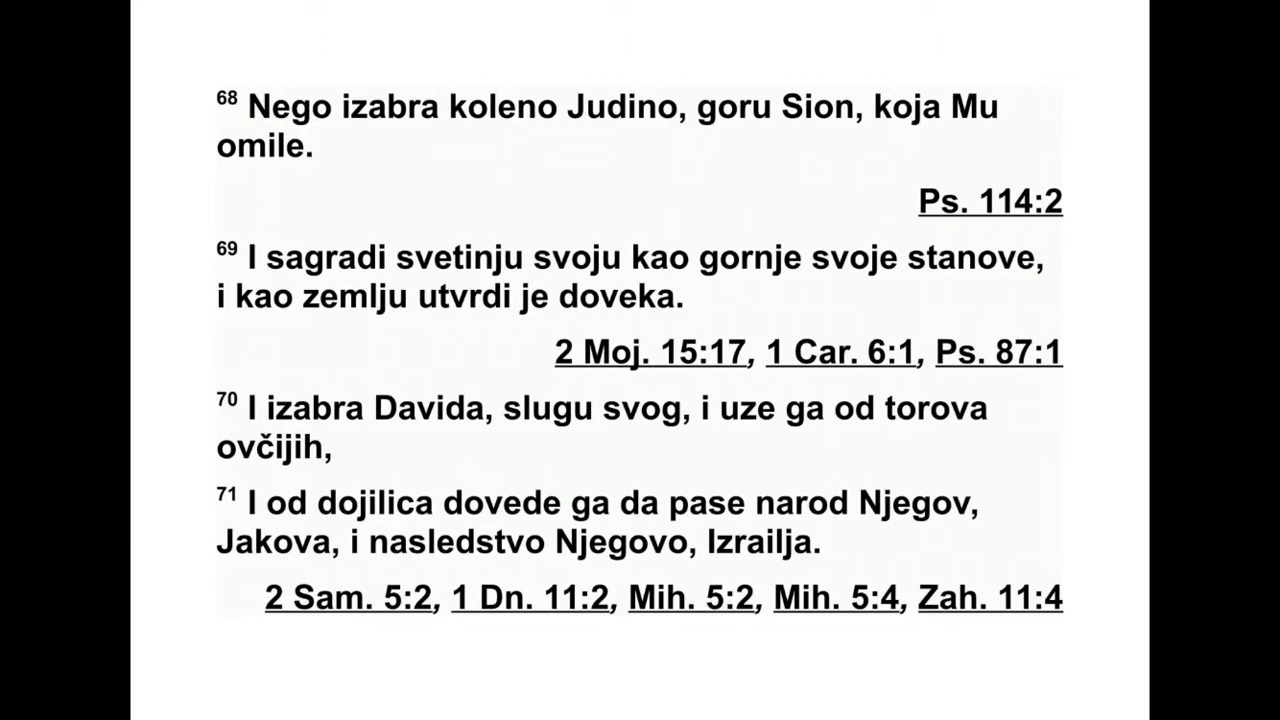 68 Nego izabra koleno Judino, goru Sion, koja Mu
omile.
Ps. 114:2
69 I sagradi svetinju svoju kao gornje svoje stanove,
i kao zemlju utvrdi je doveka.
2 Moj. 15:17, 1 Car. 6:1, Ps. 87:1
70 I izabra Davida, slugu svog, i uze ga od torova
ovčijih,
71 I od dojilica dovede ga da pase narod Njegov,
Jakova, i nasledstvo Njegovo, Izrailja.
2 Sam. 5:2, 1 Dn. 11:2, Mih. 5:2, Mih. 5:4, Zah. 11:4